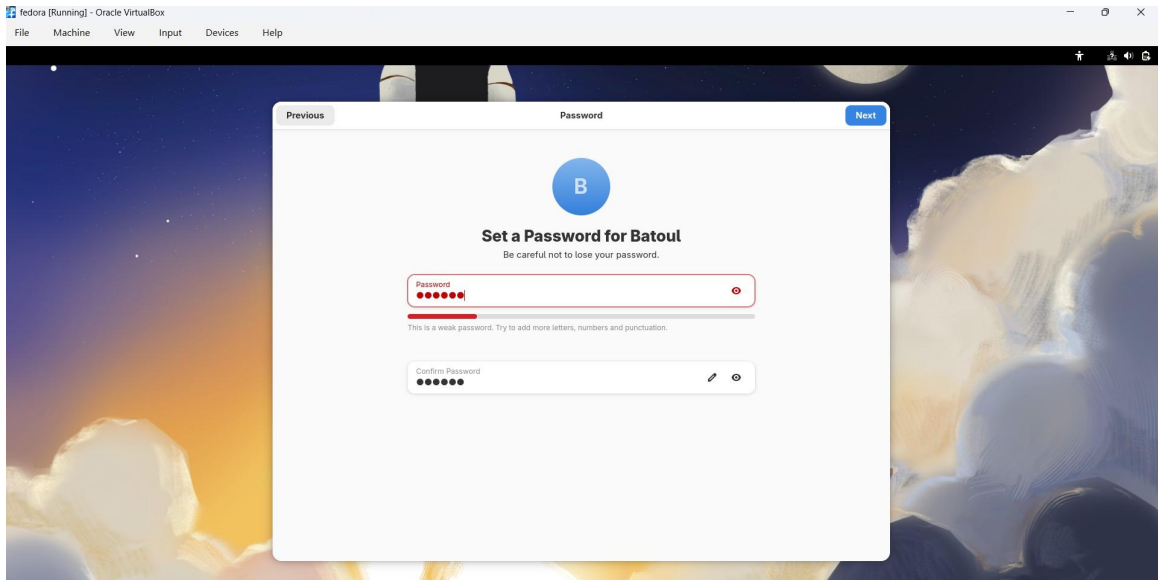 fedora [Running] - Oracle VirtualBox
File Machine View Input Devices Help
Previous Password Next
B
Set a Password for Batoul
Be careful not to lose your password.
Password
This is a weak password. Try to add more letters, numbers and punctuation.
Confirm Password